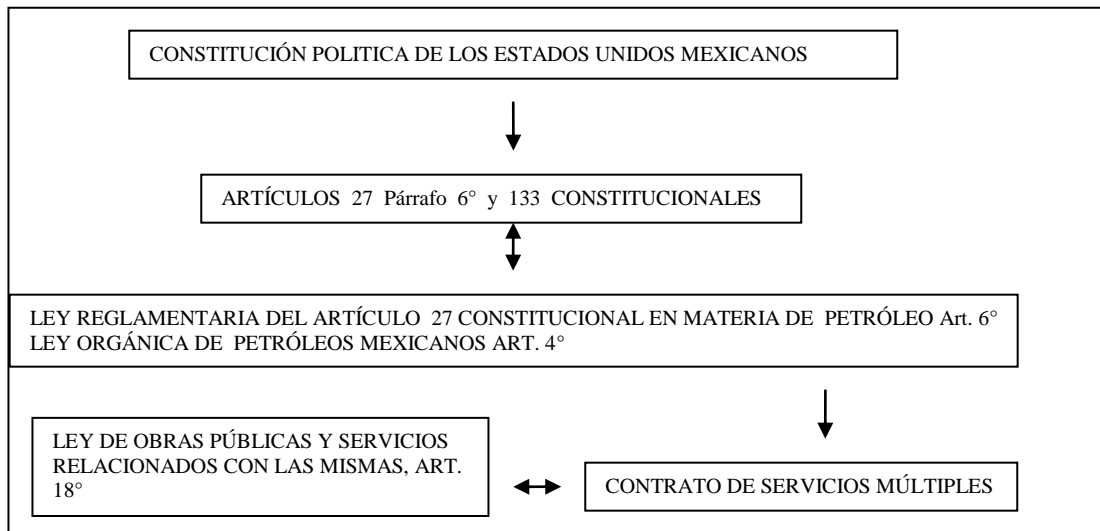 CONSTITUCIÓN POLITICA DE LOS ESTADOS UNIDOS MEXICANOS
ARTÍCULOS 27 Párrafo 6° y 133 CONSTITUCIONALES
LEY REGLAMENTARIA DEL ARTÍCULO 27 CONSTITUCIONAL EN MATERIA DE PETRÓLEO Art. 6°
LEY ORGÁNICA DE PETRÓLEOS MEXICANOS ART. 4°
LEY DE OBRAS PÚBLICAS Y SERVICIOS
RELACIONADOS CON LAS MISMAS, ART.
18°
CONTRATO DE SERVICIOS MÚLTIPLES